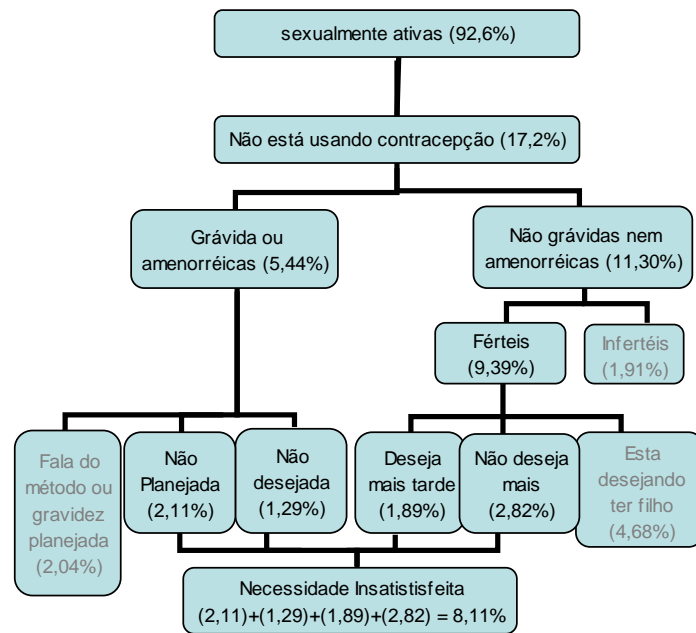 sexualmente ativas (92,6%)
Não está usando contracepção (17,2%)
Grávida ou
amenorréicas (5,44%)
Não grávidas nem
amenorréicas (11,30%)
Férteis
(9,39%)
Infertéis
(1,91%)
Fala do
método ou
gravidez
planejada
(2,04%)
Não
Planejada
(2,11%)
Não
desejada
(1,29%)
Deseja
mais tarde
(1,89%)
Não deseja
mais
(2,82%)
Esta
desejando
ter filho
(4,68%)
Necessidade Insatistisfeita
(2,11)+(1,29)+(1,89)+(2,82) = 8,11%